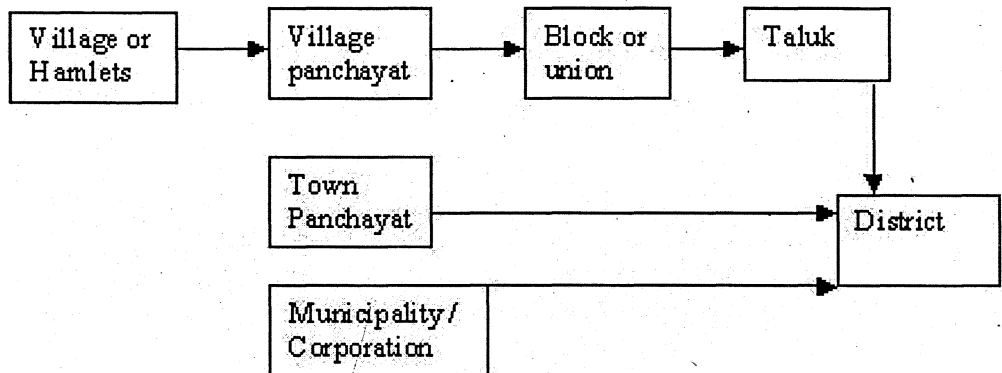 Village or
Hamlets
Village
panchayat
Block or
union
Taluk
Town
Panchayat
District
Municipality/
Corporation